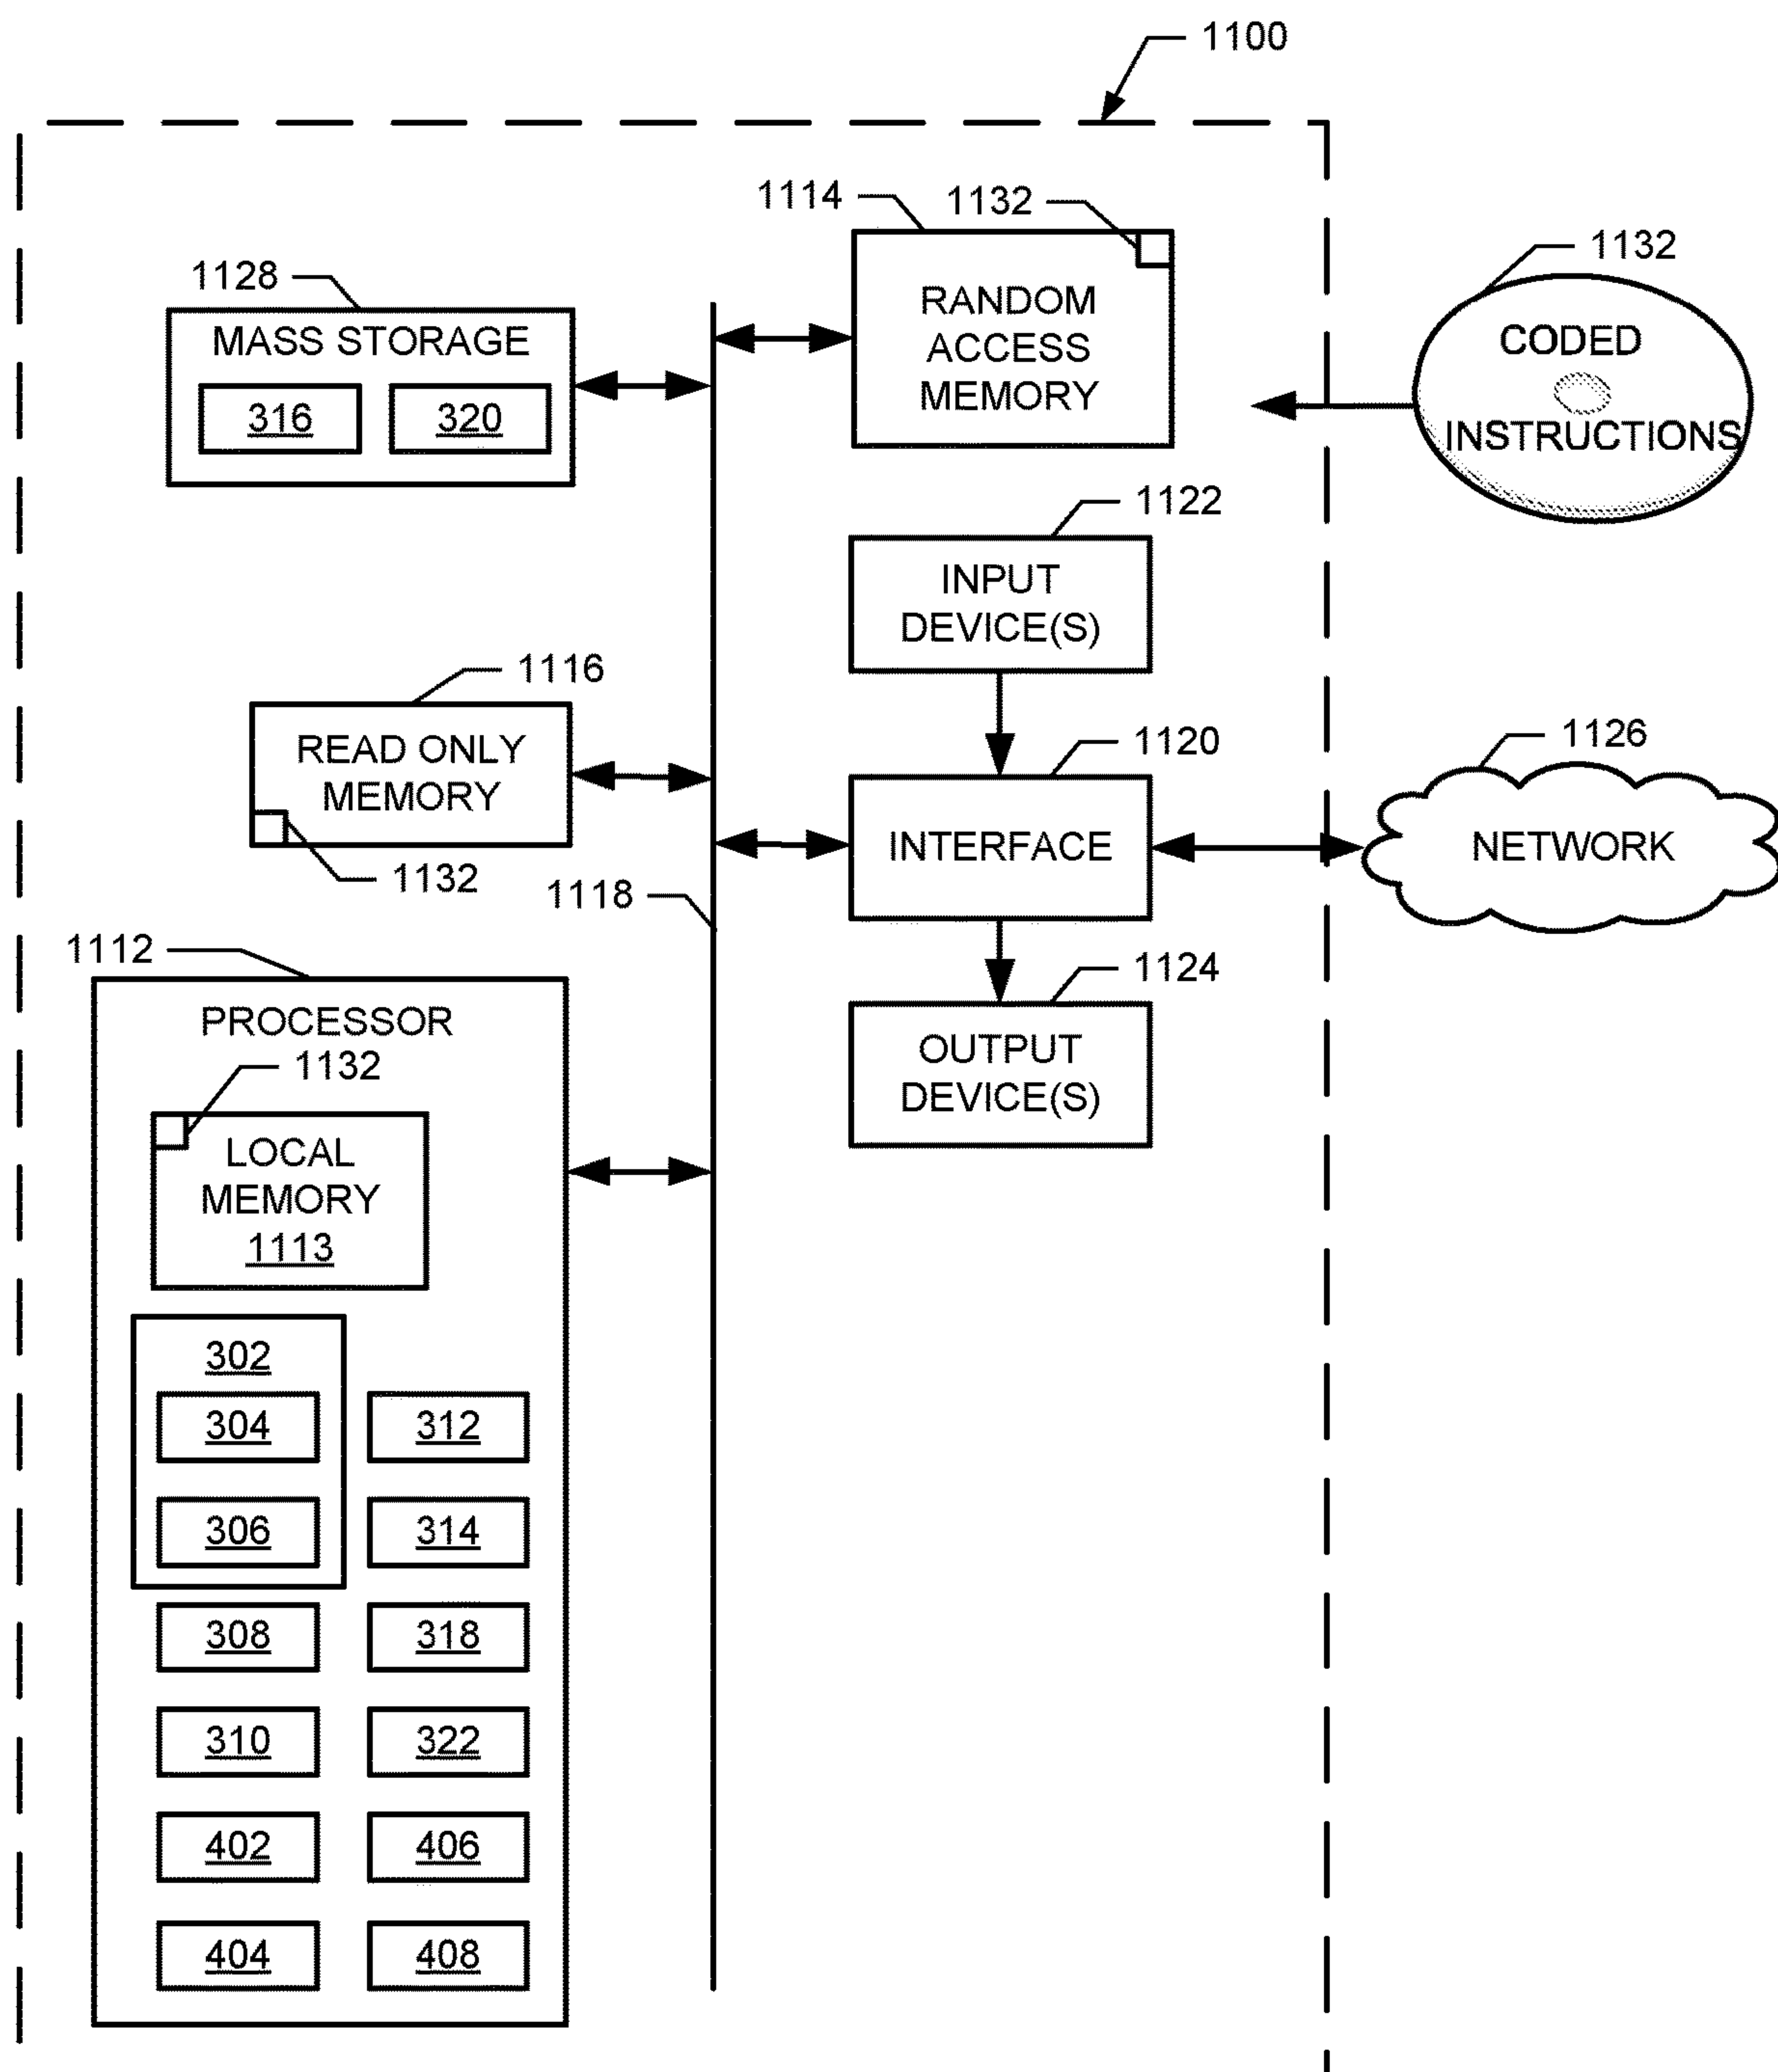 1100
1114
1132
1132
1128
RANDOM
ACCESS
MEMORY
MASS STORAGE
316
320
CODED
INSTRUCTIONS
1122
INPUT
DEVICE(S)
1116
READ ONLY
MEMORY
1132
1120
INTERFACE
1126
NETWORK
1118
1112
PROCESSOR
1132
LOCAL
MEMORY
1113
1124
OUTPUT
DEVICE(S)
302
304
312
306
314
308
318
310
322
402
406
404
408